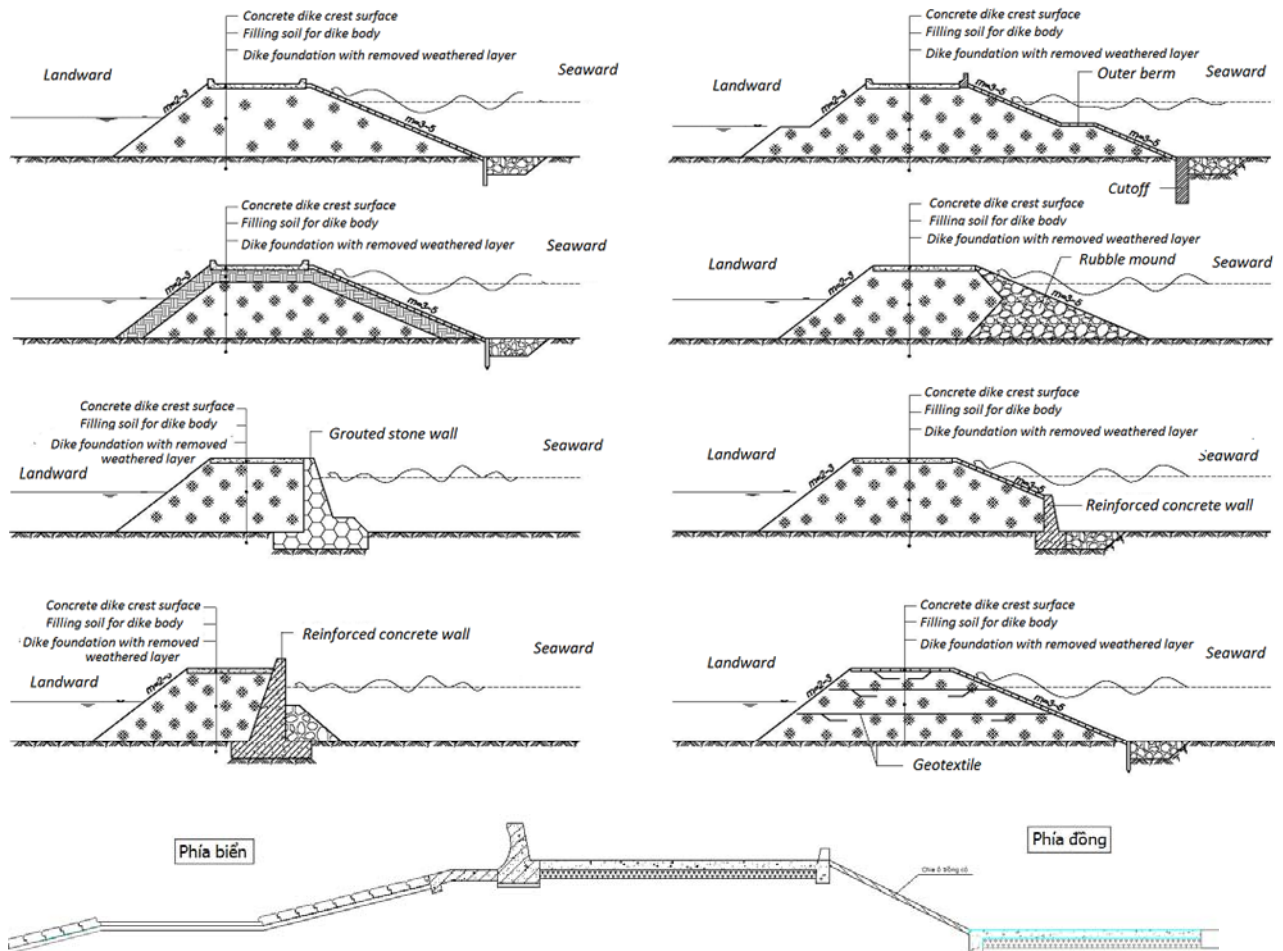 Concrete dike crest surface
Filling soil for dike body
Dike foundation with removed weathered layer
Landward
Seaward
m=2~3
m=3~5
Concrete dike crest surface
Filling soil for dike body
Dike foundation with removed weathered layer
Landward
Outer berm
Seaward
m=2~3
m=3~5
m=3~5
Cutoff
Concrete dike crest surface
Filling soil for dike body
Dike foundation with removed weathered layer
Landward
Seaward
m=2~3
m=3~5
Concrete dike crest surface
Filling soil for dike body
Dike foundation with removed weathered layer
Landward
Rubble mound
Seaward
m=2~3
m=3~5
Concrete dike crest surface
Filling soil for dike body
Dike foundation with removed
weathered layer
Grouted stone wall
Landward
Seaward
m=2~3
Concrete dike crest surface
Filling soil for dike body
Dike foundation with removed weathered layer
Landward
Seaward
m=2~3
m=3~5
Reinforced concrete wall
Concrete dike crest surface
Filling soil for dike body
Dike foundation with removed
weathered layer
Reinforced concrete wall
Landward
Seaward
m=2~3
Concrete dike crest surface
Filling soil for dike body
Dike foundation with removed weathered layer
Landward
Seaward
m=2~3
m=3~5
Geotextile
Phía biển
Phía đồng
Chia ô trồng cỏ